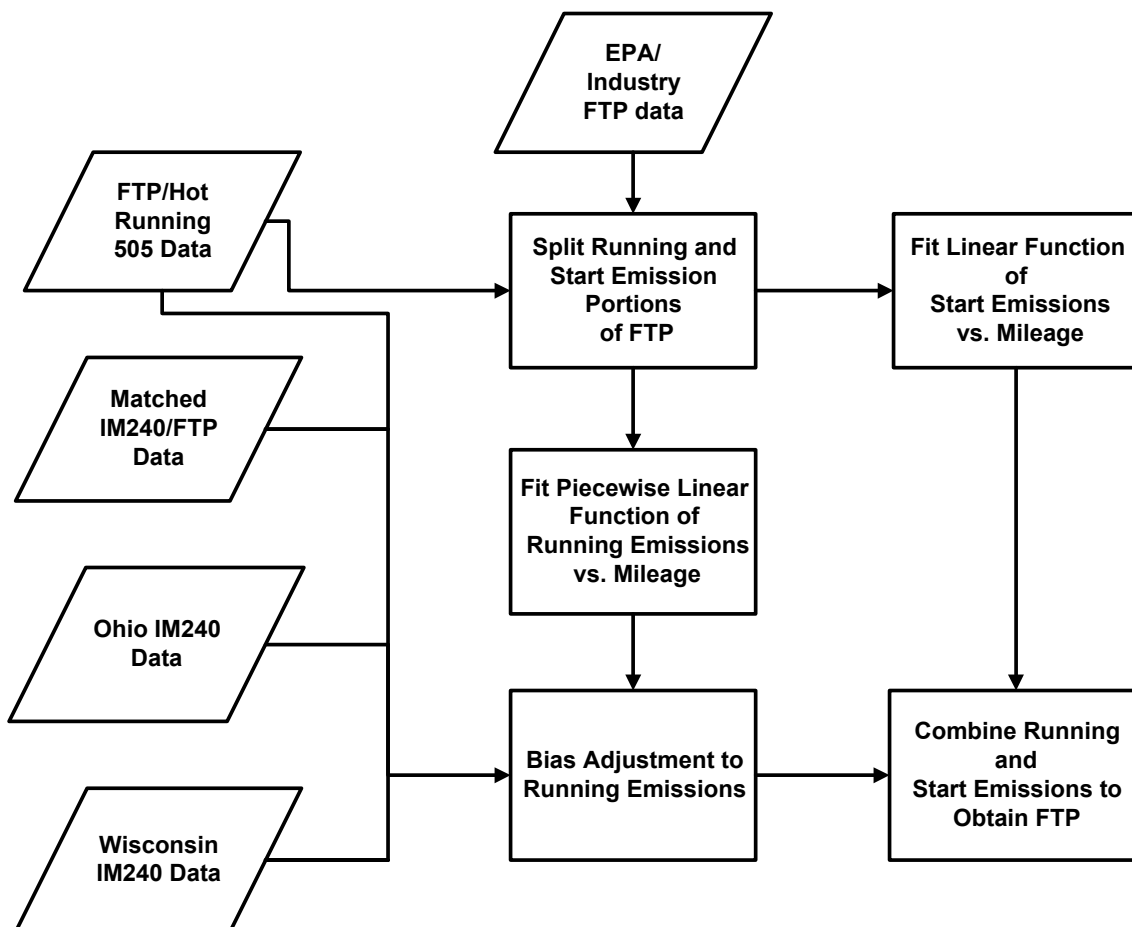 EPA/
Industry
FTP data
FTP/Hot
Running
505 Data
Split Running and
Start Emission
Portions
of FTP
Fit Linear Function
of
Start Emissions
vs. Mileage
Matched
IM240/FTP
Data
Fit Piecewise Linear
Function of
Running Emissions
vs. Mileage
Ohio IM240
Data
Bias Adjustment to
Running Emissions
Combine Running
and
Start Emissions to
Obtain FTP
Wisconsin
IM240 Data